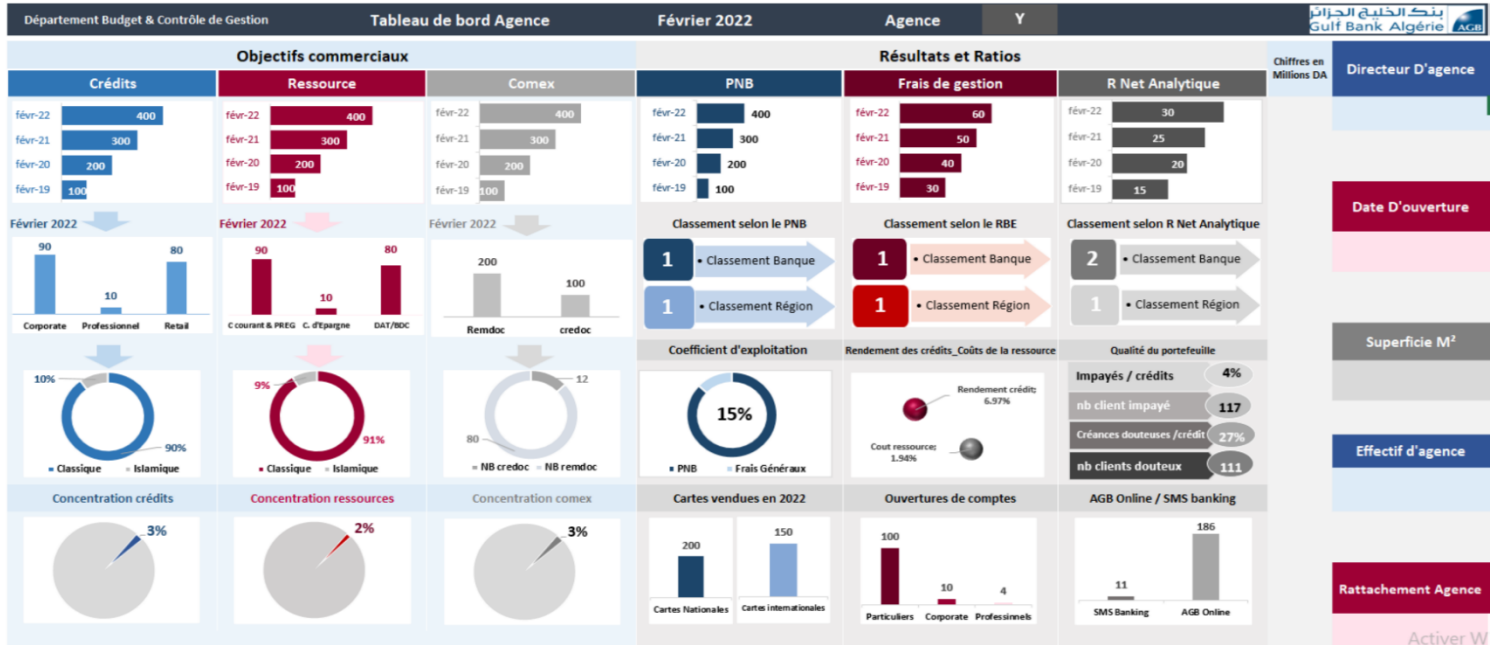 Département Budget & Contrôle de Gestion
Tableau de bord Agence
Février 2022
Agence
Y
بنك الخليج الجزائر
Gulf Bank Algérie
AGB
Objectifs commerciaux
Résultats et Ratios
Chiffres en
Millions DA
Directeur D'agence
Crédits
Ressource
Comex
PNB
Frais de gestion
R Net Analytique
févr-22
400
févr-21
300
févr-20
200
févr-19
100
févr-22
400
févr-21
300
févr-20
200
févr-19
100
févr-22
400
févr-21
300
févr-20
200
févr-19
100
févr-22
400
févr-21
300
févr-20
200
févr-19
100
févr-22
60
févr-21
50
févr-20
40
févr-19
30
févr-22
30
févr-21
25
févr-20
20
févr-19
15
Date D'ouverture
Février 2022
90
10
80
Corporate
Professionnel
Retail
Février 2022
90
10
80
C courant & PREG
C. d'Epargne
DAT/BDC
Février 2022
200
100
Remdoc
credoc
Classement selon le PNB
1
• Classement Banque
1
• Classement Région
Classement selon le RBE
1
• Classement Banque
1
• Classement Région
Classement selon R Net Analytique
2
• Classement Banque
1
• Classement Région
Superficie M²
10%
90%
Classique
Islamique
9%
91%
Classique
Islamique
12
80
NB credoc
NB remdoc
Coefficient d'exploitation
15%
PNB
Frais Généraux
Rendement des crédits_Coûts de la ressource
Rendement crédit;
6.97%
Cout ressource;
1.94%
Qualité du portefeuille
Impayés / crédits
4%
nb client impayé
117
Créances douteuses /crédit
27%
nb clients douteux
111
Effectif d'agence
Concentration crédits
3%
Concentration ressources
2%
Concentration comex
3%
Cartes vendues en 2022
200
150
Cartes Nationales
Cartes internationales
Ouvertures de comptes
100
10
4
Particuliers
Corporate
Professionnels
AGB Online / SMS banking
11
186
SMS Banking
AGB Online
Rattachement Agence
Activer W